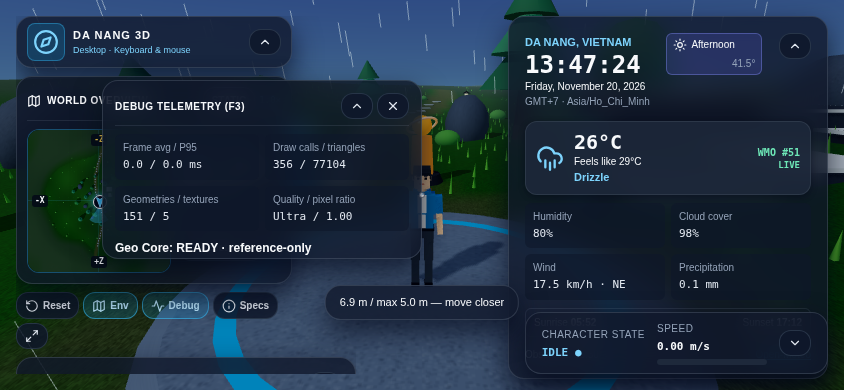 DA NANG 3D
Desktop · Keyboard & mouse
WORLD OV
-Z
-X
+Z
DEBUG TELEMETRY (F3)
Frame avg / P95
0.0 / 0.0 ms
Draw calls / triangles
356 / 77104
Geometries / textures
151 / 5
Quality / pixel ratio
Ultra / 1.00
Geo Core: READY · reference-only
Reset
Env
Debug
Specs
6.9 m / max 5.0 m — move closer
DA NANG, VIETNAM
13:47:24
Friday, November 20, 2026
GMT+7 · Asia/Ho_Chi_Minh
Afternoon
41.5°
26°C
Feels like 29°C
Drizzle
WMO #51
LIVE
Humidity
80%
Cloud cover
98%
Wind
17.5 km/h · NE
Precipitation
0.1 mm
CHARACTER STATE
IDLE ●
SPEED
0.00 m/s